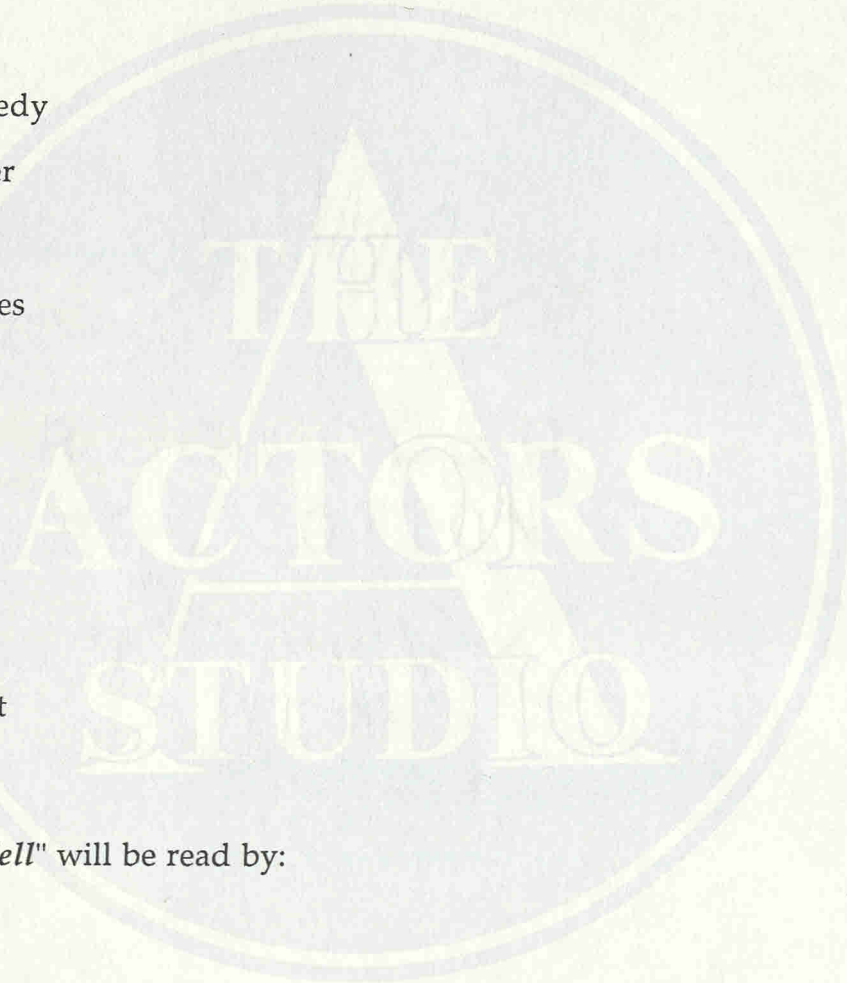 edy
er
THE
es
ACTORS
STUDIO
t
ell" will be read by: